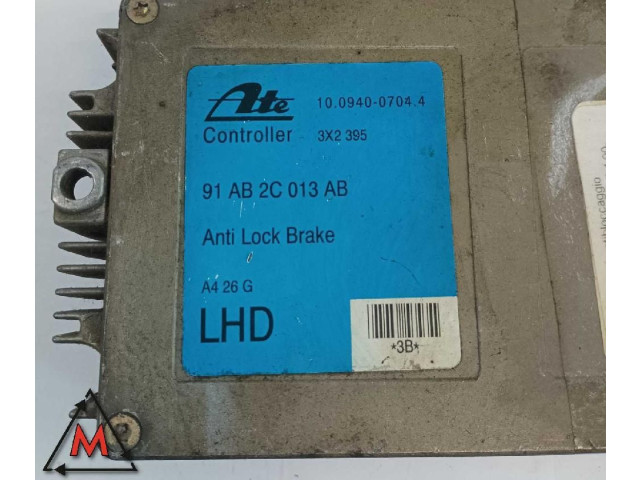 Ate 10.0940-0704.4
Controller 3X2 395
91 AB 2C 013 AB
Anti Lock Brake
A4 26 G
LHD
*3B*
M